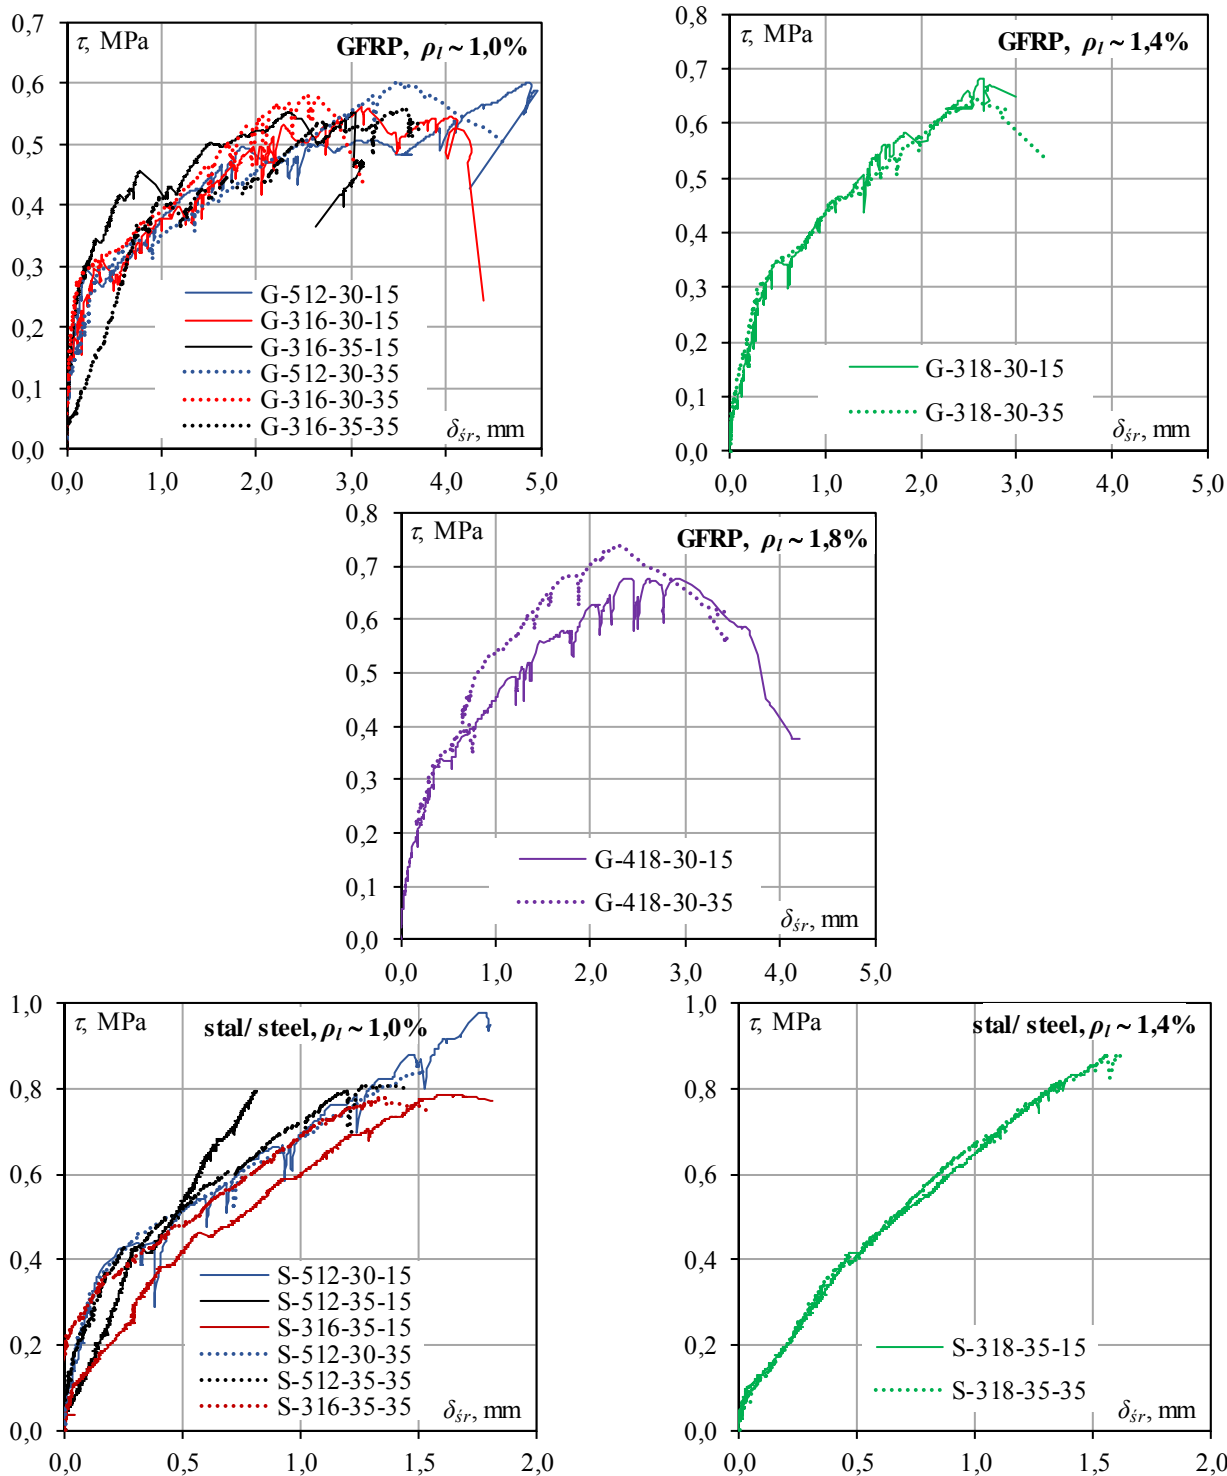 0,7
τ, MPa
GFRP, ρl ~ 1,0%
0,6
0,5
0,4
0,3
0,2
0,1
0,0
G-512-30-15
G-316-30-15
G-316-35-15
G-512-30-35
G-316-30-35
G-316-35-35
δśr, mm
0,0 1,0 2,0 3,0 4,0 5,0
0,8
τ, MPa
GFRP, ρl ~ 1,4%
0,7
0,6
0,5
0,4
0,3
0,2
0,1
0,0
G-318-30-15
G-318-30-35
δśr, mm
0,0 1,0 2,0 3,0 4,0 5,0
0,8
τ, MPa
GFRP, ρl ~ 1,8%
0,7
0,6
0,5
0,4
0,3
0,2
0,1
0,0
G-418-30-15
G-418-30-35
δśr, mm
0,0 1,0 2,0 3,0 4,0 5,0
1,0
τ, MPa
stal/ steel, ρl ~ 1,0%
0,8
0,6
0,4
0,2
0,0
S-512-30-15
S-512-35-15
S-316-35-15
S-512-30-35
S-512-35-35
S-316-35-35
δśr, mm
0,0 0,5 1,0 1,5 2,0
1,0
τ, MPa
stal/ steel, ρl ~ 1,4%
0,8
0,6
0,4
0,2
0,0
S-318-35-15
S-318-35-35
δśr, mm
0,0 0,5 1,0 1,5 2,0